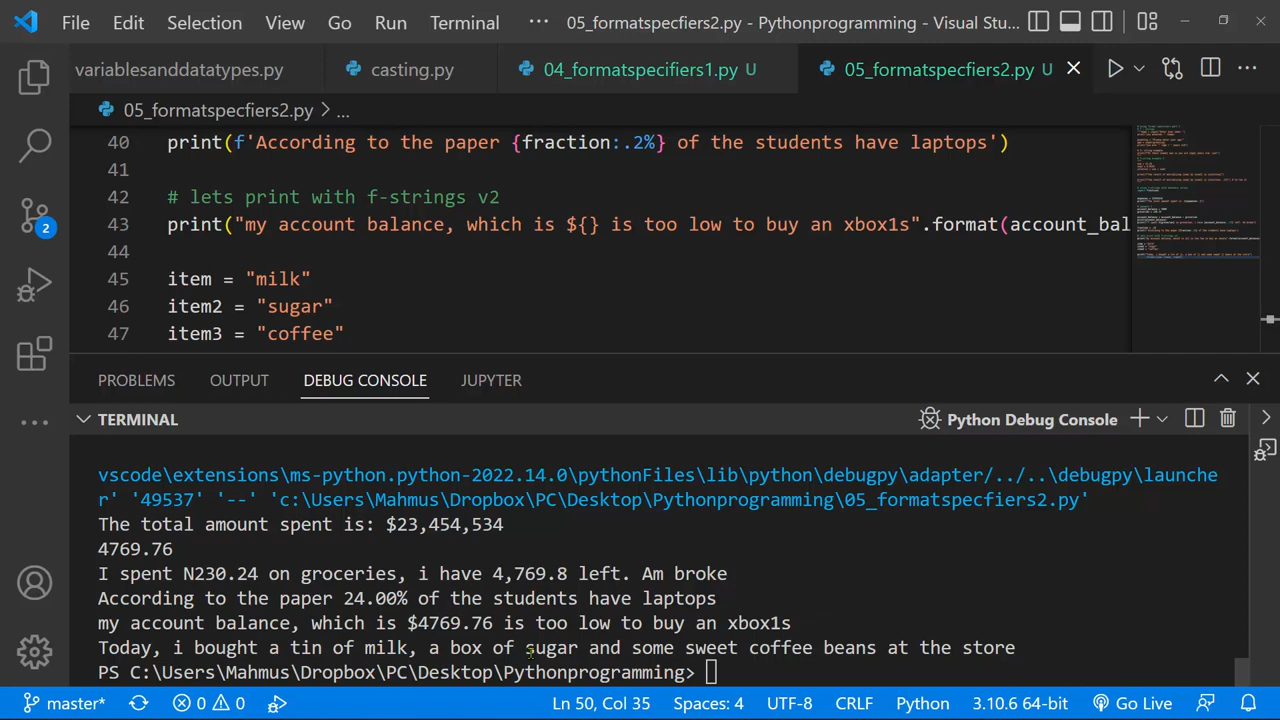 File Edit Selection View Go Run Terminal ··· 05_formatspecfiers2.py - Pythonprogramming - Visual Stu...
variablesanddatatypes.py casting.py 04_formatspecifiers1.py U 05_formatspecfiers2.py U
05_formatspecfiers2.py > ...
40 print(f'According to the paper {fraction:.2%} of the students have laptops')
41
42 # lets print with f-strings v2
43 print("my account balance, which is ${} is too low to buy an xbox1s".format(account_bal
44
45 item = "milk"
46 item2 = "sugar"
47 item3 = "coffee"
2
PROBLEMS OUTPUT DEBUG CONSOLE JUPYTER
TERMINAL Python Debug Console
vscode\extensions\ms-python.python-2022.14.0\pythonFiles\lib\python\debugpy\adapter/../..\debugpy\launche
r' '49537' '--' 'c:\Users\Mahmus\Dropbox\PC\Desktop\Pythonprogramming\05_formatspecfiers2.py'
The total amount spent is: $23,454,534
4769.76
I spent N230.24 on groceries, i have 4,769.8 left. Am broke
According to the paper 24.00% of the students have laptops
my account balance, which is $4769.76 is too low to buy an xbox1s
Today, i bought a tin of milk, a box of sugar and some sweet coffee beans at the store
PS C:\Users\Mahmus\Dropbox\PC\Desktop\Pythonprogramming>
master* 0 0 Ln 50, Col 35 Spaces: 4 UTF-8 CRLF Python 3.10.6 64-bit Go Live